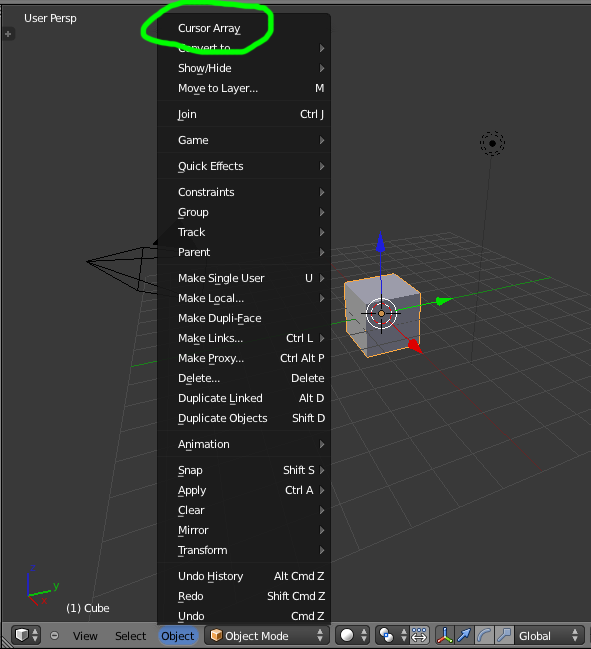 User Persp
Cursor Array
Convert to
Show/Hide
Move to Layer... M
Join Ctrl J
Game
Quick Effects
Constraints
Group
Track
Parent
Make Single User U
Make Local...
Make Dupli-Face
Make Links... Ctrl L
Make Proxy... Ctrl Alt P
Delete... Delete
Duplicate Linked Alt D
Duplicate Objects Shift D
Animation
Snap Shift S
Apply Ctrl A
Clear
Mirror
Transform
Undo History Alt Cmd Z
Redo Shift Cmd Z
Undo Cmd Z
z
y
x
(1) Cube
View Select Object Object Mode Global